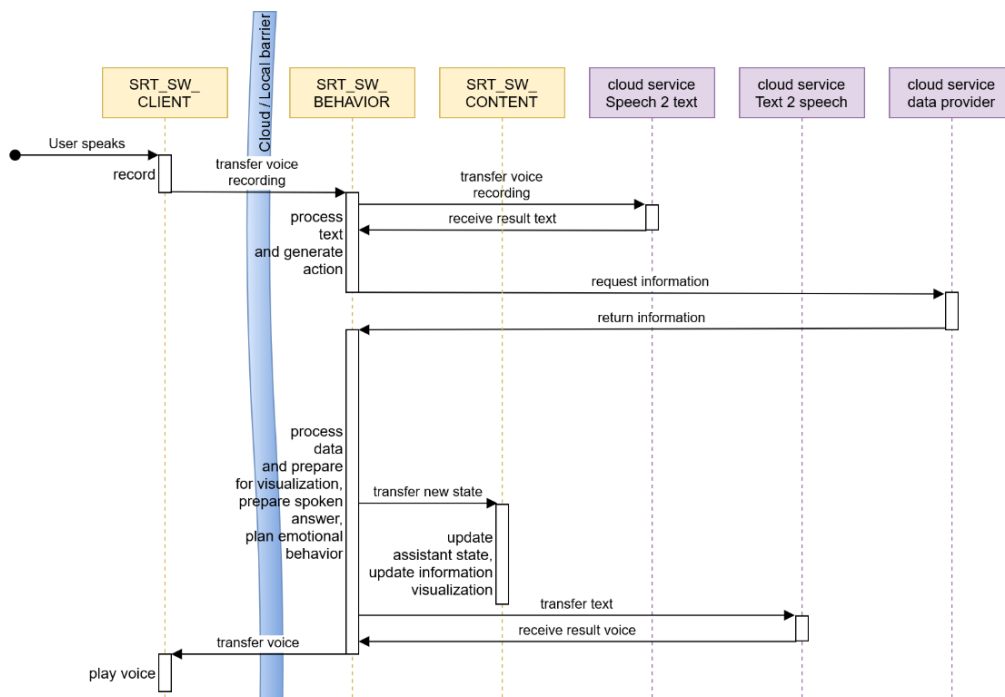 Cloud / Local barrier
SRT_SW_
CLIENT
SRT_SW_
BEHAVIOR
SRT_SW_
CONTENT
cloud service
Speech 2 text
cloud service
Text 2 speech
cloud service
data provider
User speaks
record
transfer voice
recording
transfer voice
recording
receive result text
process
text
and generate
action
request information
return information
process
data
and prepare
for visualization,
prepare spoken
answer,
plan emotional
behavior
transfer new state
update
assistant state,
update information
visualization
transfer text
receive result voice
transfer voice
play voice